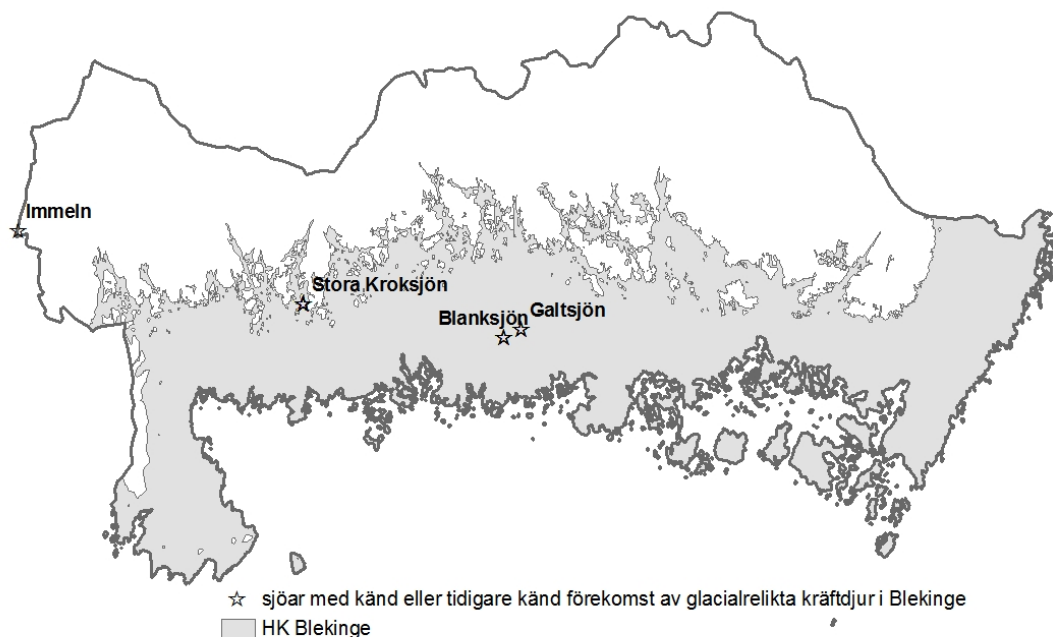 Immeln
Stora Kroksjön
Blanksjön
Galtsjön
sjöar med känd eller tidigare känd förekomst av glacialrelikta kräftdjur i Blekinge
HK Blekinge